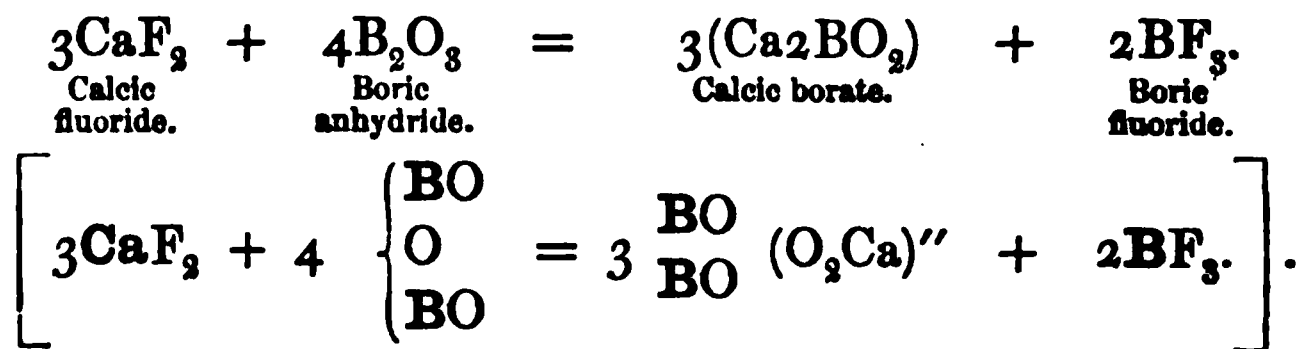 3CaF₂ + 4B₂O₃ = 3(Ca2BO₂) + 2BF₃.
Calcic Boric Calcic borate. Boric
fluoride. anhydride. fluoride.
[ 3CaF₂ + 4 { BO O BO = 3 BO BO (O₂Ca)″ + 2BF₃. ] .